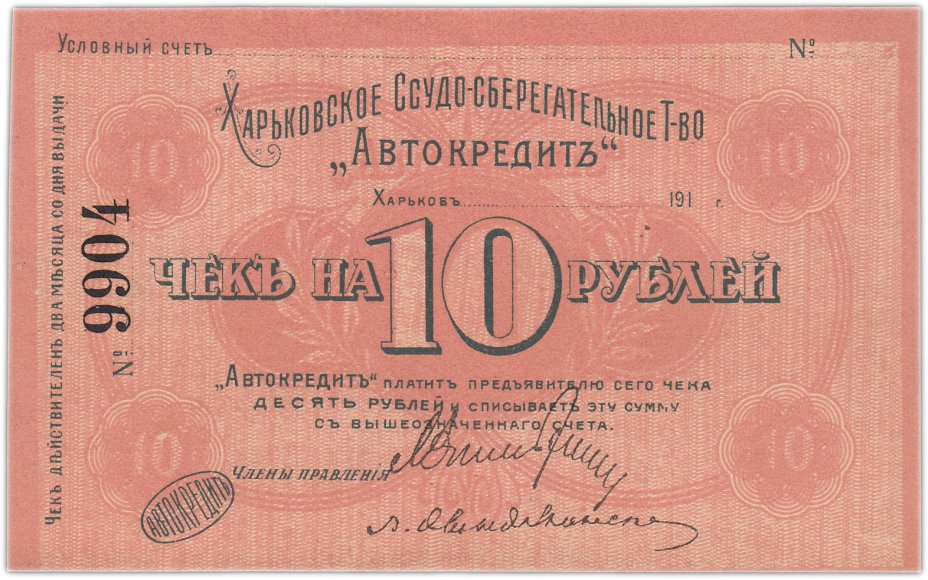 Условный счетъ
№
Харьковское Ссудо-сберегательное Т-во
„Автокредитъ“
Харьковъ 191 г.
Чекъ на 10 рублей
„Автокредитъ“ платитъ предъявителю сего чека
десять рублей и списываетъ эту сумму
съ вышеозначеннаго счета.
Члены правленія
Автокредитъ
Чекъ дѣйствителенъ два мѣсяца со дня выдачи
№ 9904
10
10
10
10